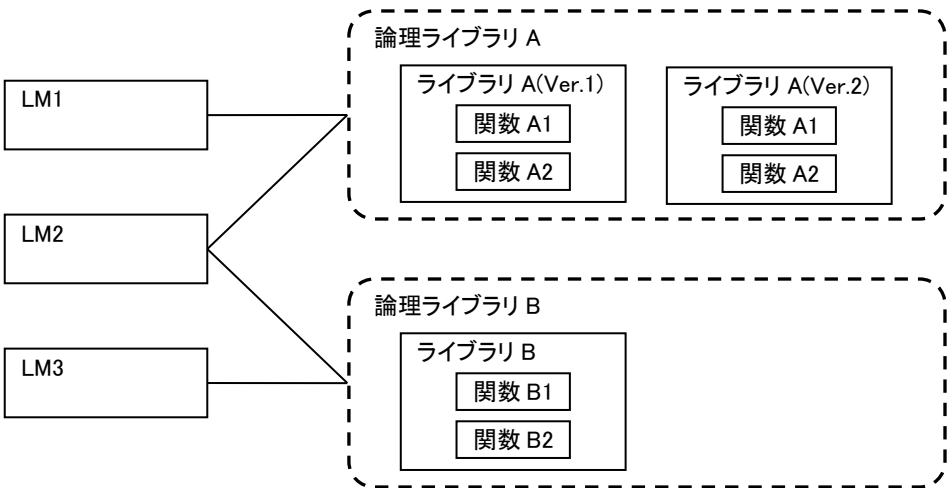 論理ライブラリ A
ライブラリ A(Ver.1)
関数 A1
関数 A2
ライブラリ A(Ver.2)
関数 A1
関数 A2
LM1
LM2
LM3
論理ライブラリ B
ライブラリ B
関数 B1
関数 B2